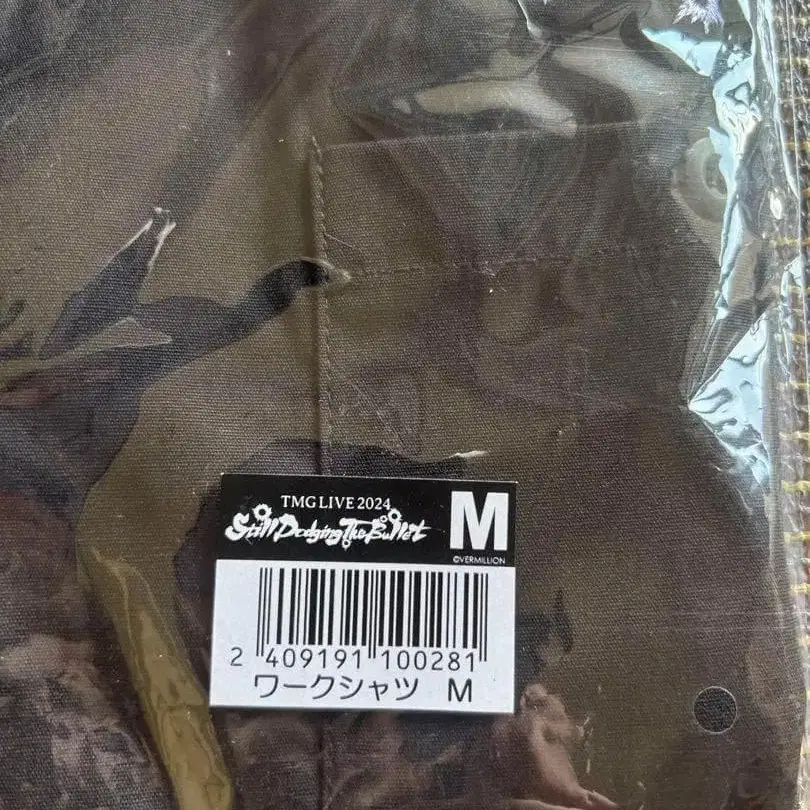 TMG LIVE 2024
Still Dodging The Bullet
M
©VERMILLION
2 409191 100281
ワークシャツ M